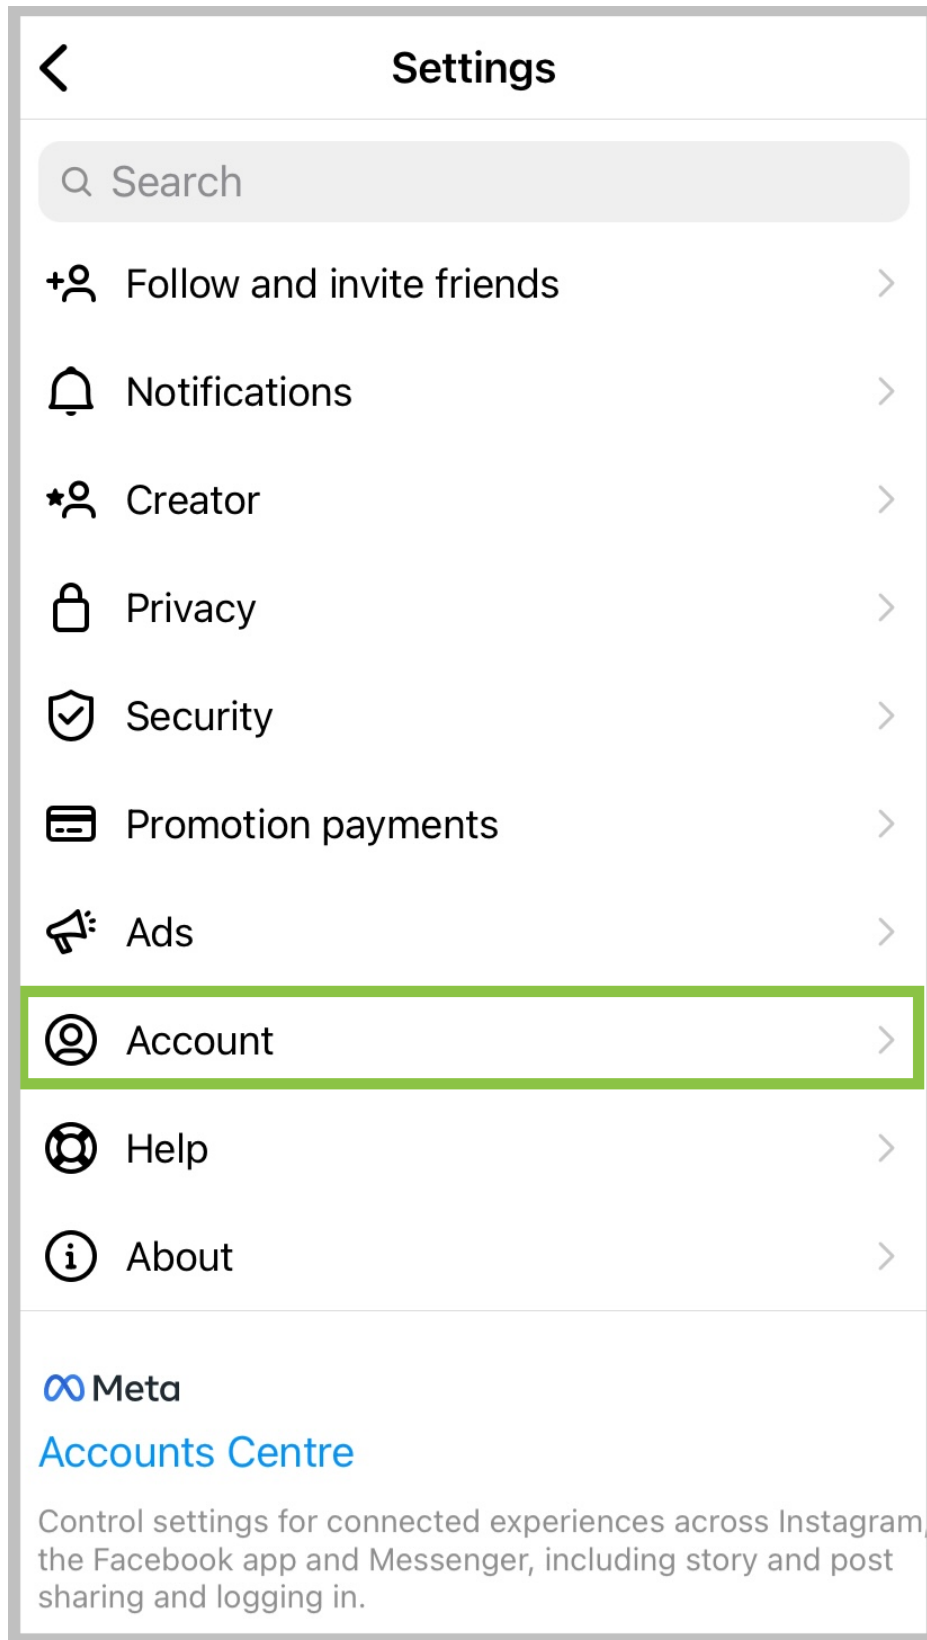 Settings
Search
Follow and invite friends
Notifications
Creator
Privacy
Security
Promotion payments
Ads
Account
Help
About
Meta
Accounts Centre
Control settings for connected experiences across Instagram,
the Facebook app and Messenger, including story and post
sharing and logging in.